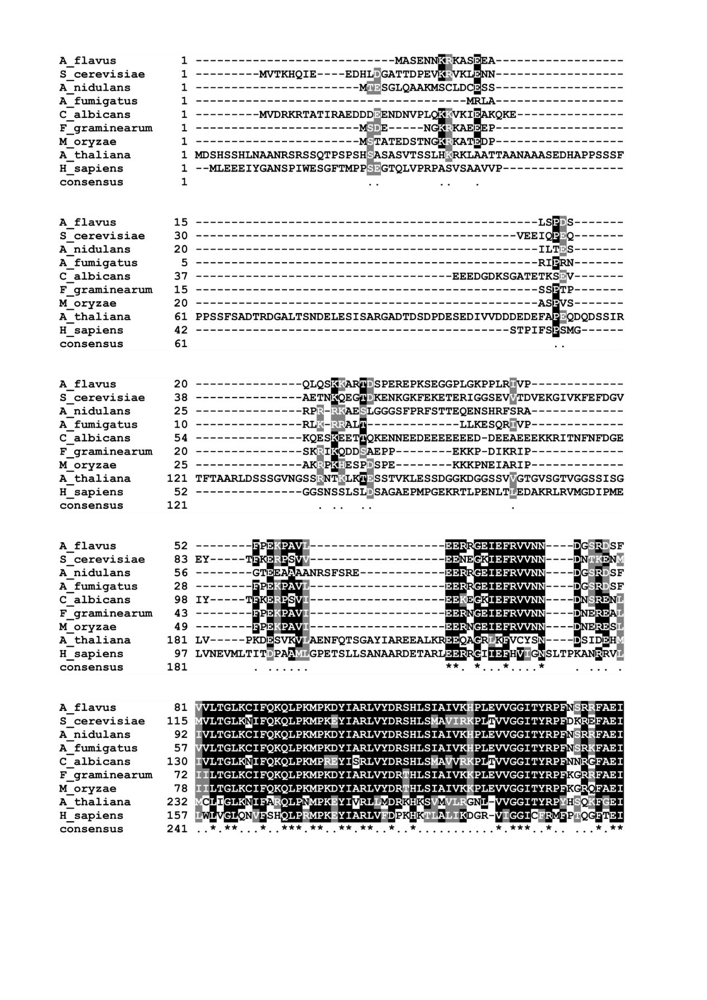 A_flavus 1 ----------------------------MASENNKRKASEEA------------------
S_cerevisiae 1 ---------MVTKHQIE----EDHLDGATTDPEVKRVKLENN------------------
A_nidulans 1 -----------------------MTESGLQAAKMSCLDCESS------------------
A_fumigatus 1 --------------------------------------MRLA------------------
C_albicans 1 ---------MVDRKRTATIRAEDDDEENDNVPLQKKVKIEAKQKE---------------
F_graminearum 1 -----------------------MSDE-----NGKRKAEEEP------------------
M_oryzae 1 -----------------------MSTATEDSTNGKRKATEDP------------------
A_thaliana 1 MDSHSSHLNAANRSRSSQTPSPSHSASASVTSSLHKRKLAATTAANAAASEDHAPPSSSF
H_sapiens 1 --MLEEEIYGANSPIWESGFTMPPSEGTQLVPRPASVSAAVVP-----------------
consensus 1 .. .. .
A_flavus 15 ------------------------------------------------LSPDS-------
S_cerevisiae 30 ---------------------------------------------VEEIQPEQ-------
A_nidulans 20 ------------------------------------------------ILTES-------
A_fumigatus 5 ------------------------------------------------RIPRN-------
C_albicans 37 ------------------------------------EEEDGDKSGATETKSEV-------
F_graminearum 15 ------------------------------------------------SSPTP-------
M_oryzae 20 ------------------------------------------------ASPVS-------
A_thaliana 61 PPSSFSADTRDGALTSNDELESISARGADTDSDPDESEDIVVDDDEDEFAPEQDQDSSIR
H_sapiens 42 --------------------------------------------STPIFSPSMG------
consensus 61 ..
A_flavus 20 ---------------QLQSKKARTDSPEREPKSEGGPLGKPPLRIVP-------------
S_cerevisiae 38 ---------------AETNKQEGTDKENKGKFEKETERIGGSEVVTDVEKGIVKFEFDGV
A_nidulans 25 ---------------RPR-RKAESLGGGSFPRFSTTEQENSHRFSRA-------------
A_fumigatus 10 ---------------RLK-RRALT-------------LLKESQRIVP-------------
C_albicans 54 ---------------KQESKEETTQKENNEEDEEEEEEED-DEEAEEEKKRITNFNFDGE
F_graminearum 20 ---------------SKRIKQDDSAEPP--------EKKP-DIKRIP-------------
M_oryzae 25 ---------------AKRPKHESPDSPE--------KKKPNEIARIP-------------
A_thaliana 121 TFTAARLDSSSGVNGSSRNTKLKTESSTVKLESSDGGKDGGSSVVGTGVSGTVGGSSISG
H_sapiens 52 ---------------GGSNSSLSLDSAGAEPMPGEKRTLPENLTLEDAKRLRVMGDIPME
consensus 121 . .. .. .
A_flavus 52 --------FPEKPAVL-------------------EERRGEIEFRVVNN----DGSRDSF
S_cerevisiae 83 EY-----TFKERPSVV-------------------EENEGKIEFRVVNN----DNTKENM
A_nidulans 56 --------GTEEAAAANRSFSRE------------EERRGEIEFRVVNN----DGSRDSF
A_fumigatus 28 --------FPEKPAVL-------------------EERRGEIEFRVVNN----DGSRDSF
C_albicans 98 IY-----TFKERPSVI-------------------EEKEGKIEFRVVNN----DNSRENL
F_graminearum 43 --------FPEKPAVI-------------------EERNGEIEFRVVNN----DNEREAL
M_oryzae 49 --------FPEKPAVI-------------------EERNGEIEFRVVNN----DNERESL
A_thaliana 181 LV-----PKDESVKVLAENFQTSGAYIAREEALKREEQAGRLKFVCYSN----DSIDEHM
H_sapiens 97 LVNEVMLTITDPAAMLGPETSLLSANAARDETARLEERRGIIEFHVIGNSLTPKANRRVL
consensus 181 . ...... **. *...*....* . ... .
A_flavus 81 VVLTGLKCIFQKQLPKMPKDYIARLVYDRSHLSIAIVKHPLEVVGGITYRPFNSRRFAEI
S_cerevisiae 115 MVLTGLKNIFQKQLPKMPKEYIARLVYDRSHLSMAVIRKPLTVVGGITYRPFDKREFAEI
A_nidulans 92 IVLTGLKCIFQKQLPKMPKDYIARLVYDRSHLSIAIVKHPLEVVGGITYRPFNSRRFAEI
A_fumigatus 57 VVLTGLKCIFQKQLPKMPKDYIARLVYDRSHLSIAIVKHPLEVVGGITYRPFNSRKFAEI
C_albicans 130 IVLTGLKNIFQKQLPKMPREYISRLVYDRSHLSMAVVRKPLTVVGGITYRPFNNRGFAEI
F_graminearum 72 IILTGLKCIFQKQLPKMPKDYIARLVYDRTHLSIAIVKKPLEVVGGITYRPFKGRRFAEI
M_oryzae 78 IILTGLKCIFQKQLPKMPKDYIARLVYDRTHLSIAIVKKPLEVVGGITYRPFKGRQFAEI
A_thaliana 232 MCLIGLKNIFARQLPNMPKEYIVRLLMDRKHKSVMVLRGNL-VVGGITYRPYHSQKFGEI
H_sapiens 157 LWLVGLQNVFSHQLPRMPKEYIARLVFDPKHKTLALIKDGR-VIGGICFRMFPTQGFTEI
consensus 241 ..*.**...*..***.**..**.**..*..*...........*.***..*.. ...*.**